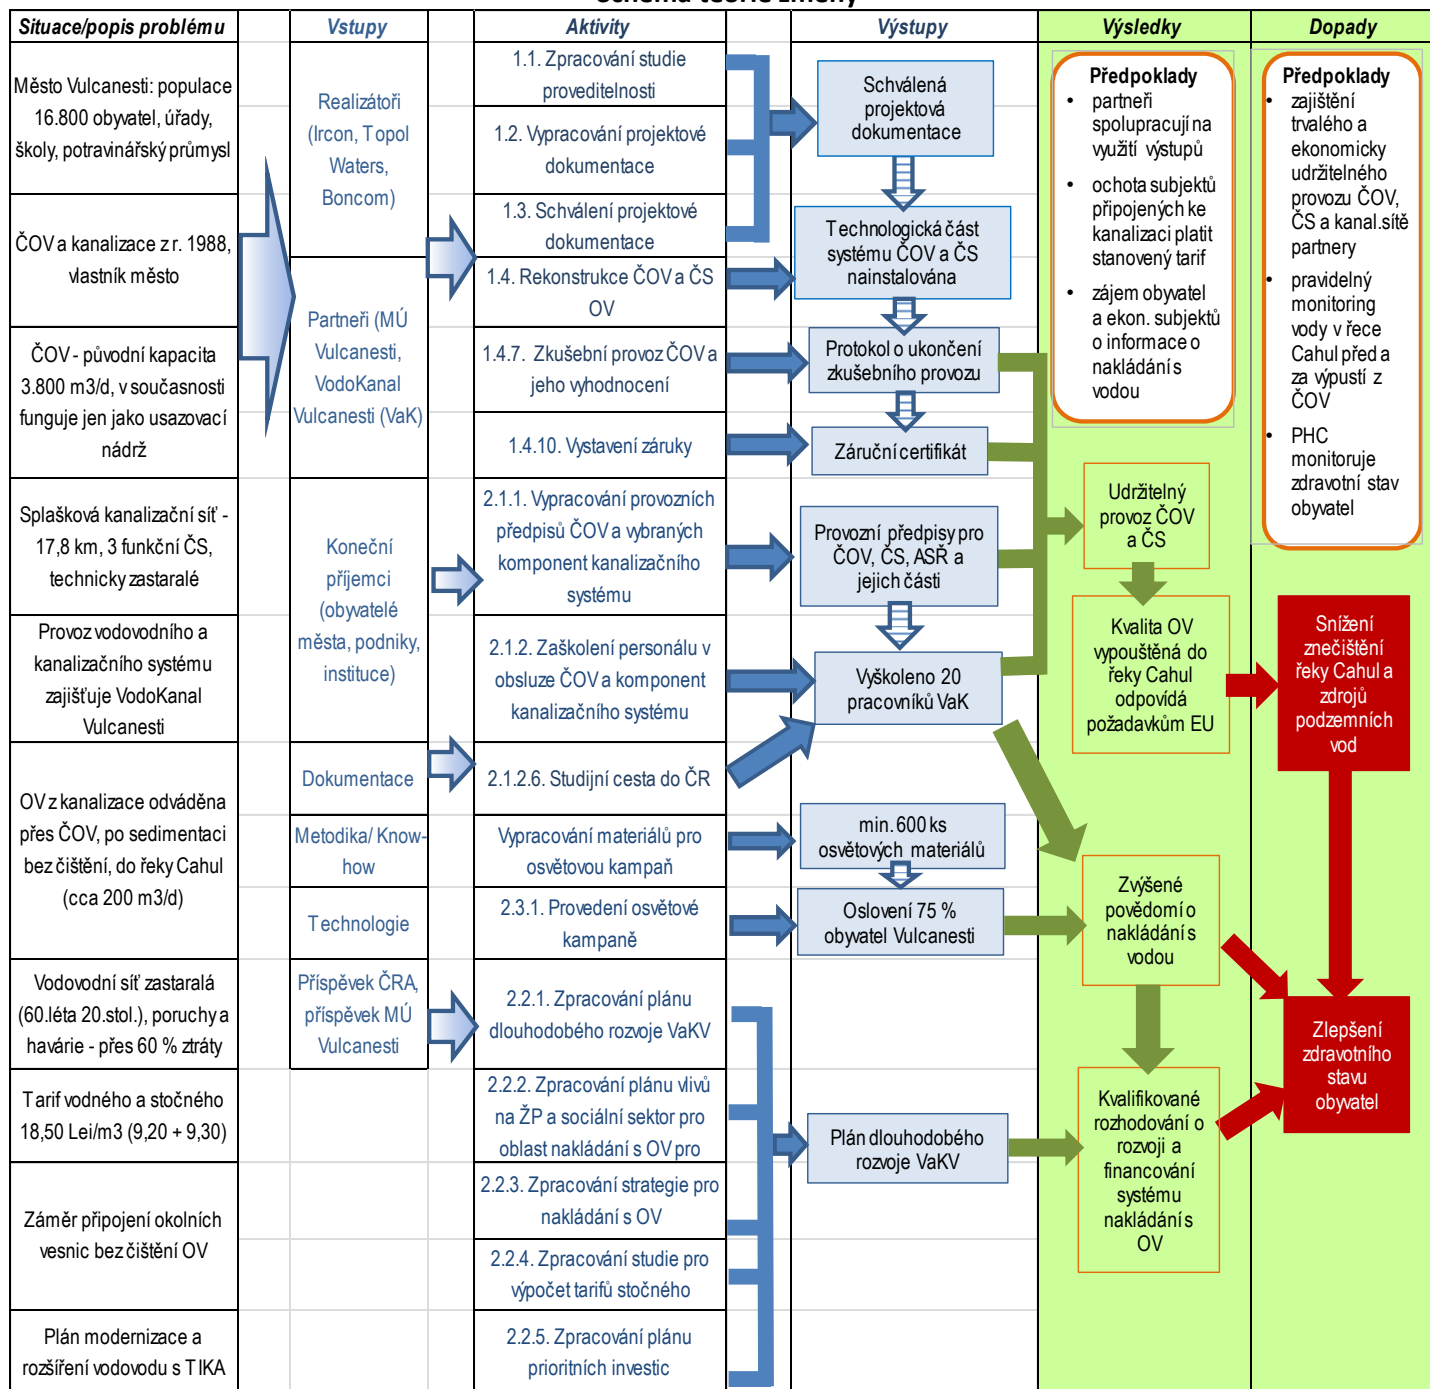 Schéma teorie změny
Situace/popis problému
Vstupy
Aktivity
Výstupy
Výsledky
Dopady
Město Vulcanesti: populace
16.800 obyvatel, úřady,
školy, potravinářský průmysl
ČOV a kanalizace z r. 1988,
vlastník město
ČOV - původní kapacita
3.800 m3/d, v současnosti
funguje jen jako usazovací
nádrž
Splašková kanalizační síť -
17,8 km, 3 funkční ČS,
technicky zastaralé
Provoz vodovodního a
kanalizačního systému
zajišťuje VodoKanal
Vulcanesti
OV z kanalizace odváděna
přes ČOV, po sedimentaci
bez čištění, do řeky Cahul
(cca 200 m3/d)
Vodovodní síť zastaralá
(60.léta 20.stol.), poruchy a
havárie - přes 60 % ztráty
Tarif vodného a stočného
18,50 Lei/m3 (9,20 + 9,30)
Záměr připojení okolních
vesnic bez čištění OV
Plán modernizace a
rozšíření vodovodu s TIKA
Realizátoři
(Ircon, Topol
Waters,
Boncom)
Partneři (MÚ
Vulcanesti,
VodoKanal
Vulcanesti (VaK)
Koneční
příjemci
(obyvatelé
města, podniky,
instituce)
Dokumentace
Metodika/ Know-
how
Technologie
Příspěvek ČRA,
příspěvek MÚ
Vulcanesti
1.1. Zpracování studie
proveditelnosti
1.2. Vypracování projektové
dokumentace
1.3. Schválení projektové
dokumentace
1.4. Rekonstrukce ČOV a ČS
OV
1.4.7. Zkušební provoz ČOV a
jeho vyhodnocení
1.4.10. Vystavení záruky
2.1.1. Vypracování provozních
předpisů ČOV a vybraných
komponent kanalizačního
systému
2.1.2. Zaškolení personálu v
obsluze ČOV a komponent
kanalizačního systému
2.1.2.6. Studijní cesta do ČR
Vypracování materiálů pro
osvětovou kampaň
2.3.1. Provedení osvětové
kampaně
2.2.1. Zpracování plánu
dlouhodobého rozvoje VaKV
2.2.2. Zpracování plánu vlivů
na ŽP a sociální sektor pro
oblast nakládání s OV pro
2.2.3. Zpracování strategie pro
nakládání s OV
2.2.4. Zpracování studie pro
výpočet tarifů stočného
2.2.5. Zpracování plánu
prioritních investic
Schválená
projektová
dokumentace
Technologická část
systému ČOV a ČS
nainstalována
Protokol o ukončení
zkušebního provozu
Záruční certifikát
Provozní předpisy pro
ČOV, ČS, ASŘ a
jejich části
Vyškoleno 20
pracovníků VaK
min. 600 ks
osvětových materiálů
Oslovení 75 %
obyvatel Vulcanesti
Plán dlouhodobého
rozvoje VaKV
Předpoklady
• partneři
spolupracují na
využití výstupů
• ochota subjektů
připojených ke
kanalizaci platit
stanovený tarif
• zájem obyvatel
a ekon. subjektů
o informace o
nakládání s
vodou
Udržitelný
provoz ČOV
a ČS
Kvalita OV
vypouštěná do
řeky Cahul
odpovídá
požadavkům EU
Zvýšené
povědomí o
nakládání s
vodou
Kvalifikované
rozhodování o
rozvoji a
financování
systému
nakládání s
OV
Předpoklady
• zajištění
trvalého a
ekonomicky
udržitelného
provozu ČOV,
ČS a kanal.sítě
partnery
• pravidelný
monitoring
vody v řece
Cahul před a
za výpustí z
ČOV
• PHC
monitoruje
zdravotní stav
obyvatel
Snížení
znečištění
řeky Cahul a
zdrojů
podzemních
vod
Zlepšení
zdravotního
stavu
obyvatel